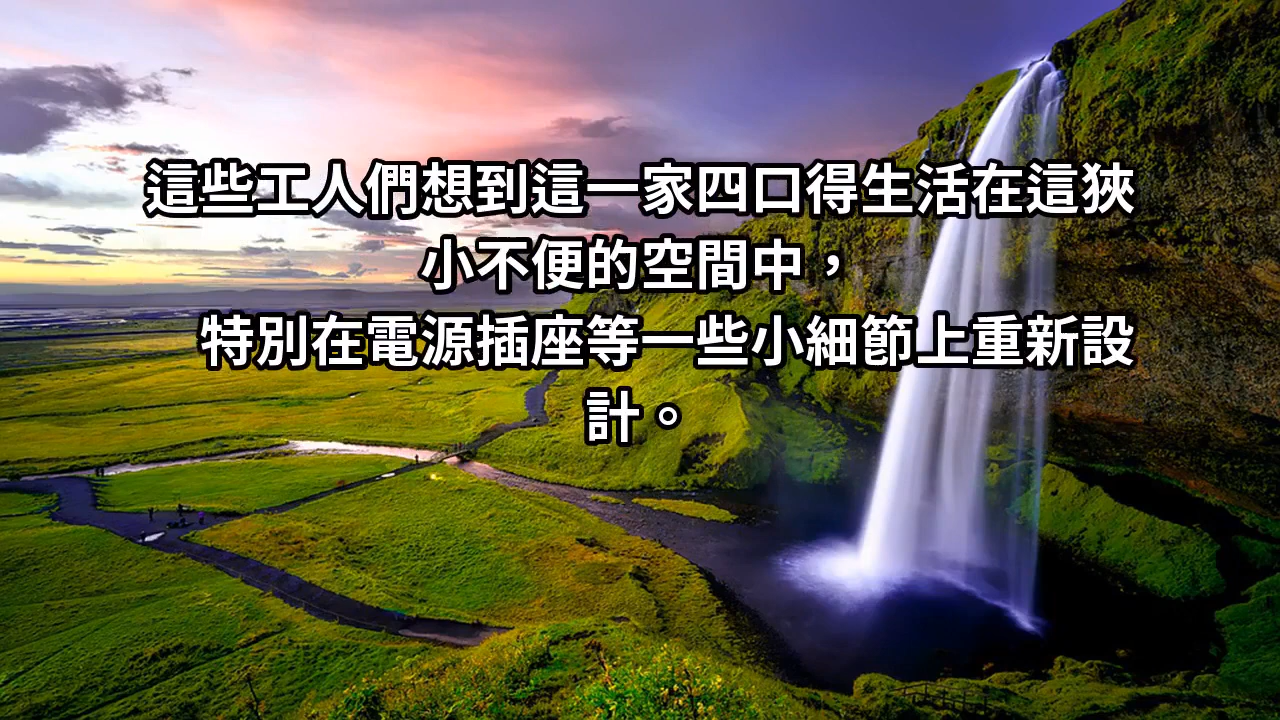 這些工人們想到這一家四口得生活在這狹
小不便的空間中，
特別在電源插座等一些小細節上重新設
計。